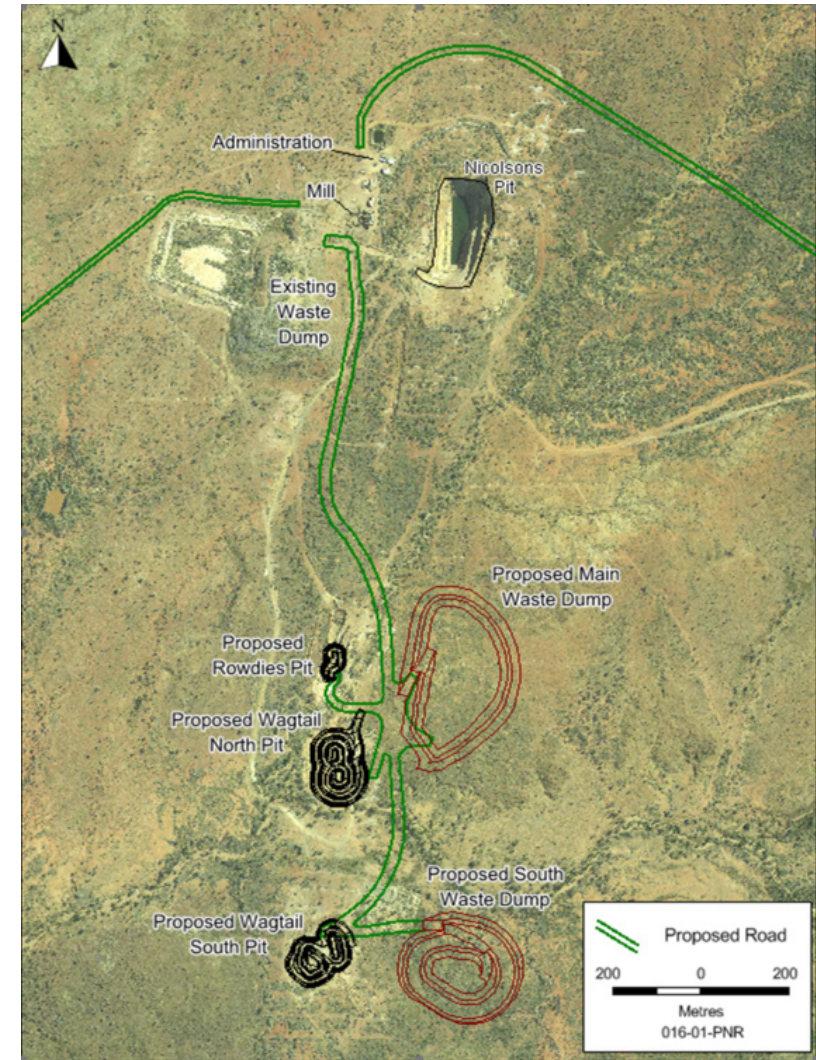 N
Administration
Nicolsons
Pit
Mill
Existing
Waste
Dump
Proposed Main
Waste Dump
Proposed
Rowdies Pit
Proposed Wagtail
North Pit
Proposed South
Waste Dump
Proposed Wagtail
South Pit
Proposed Road
200 0 200
Metres
016-01-PNR